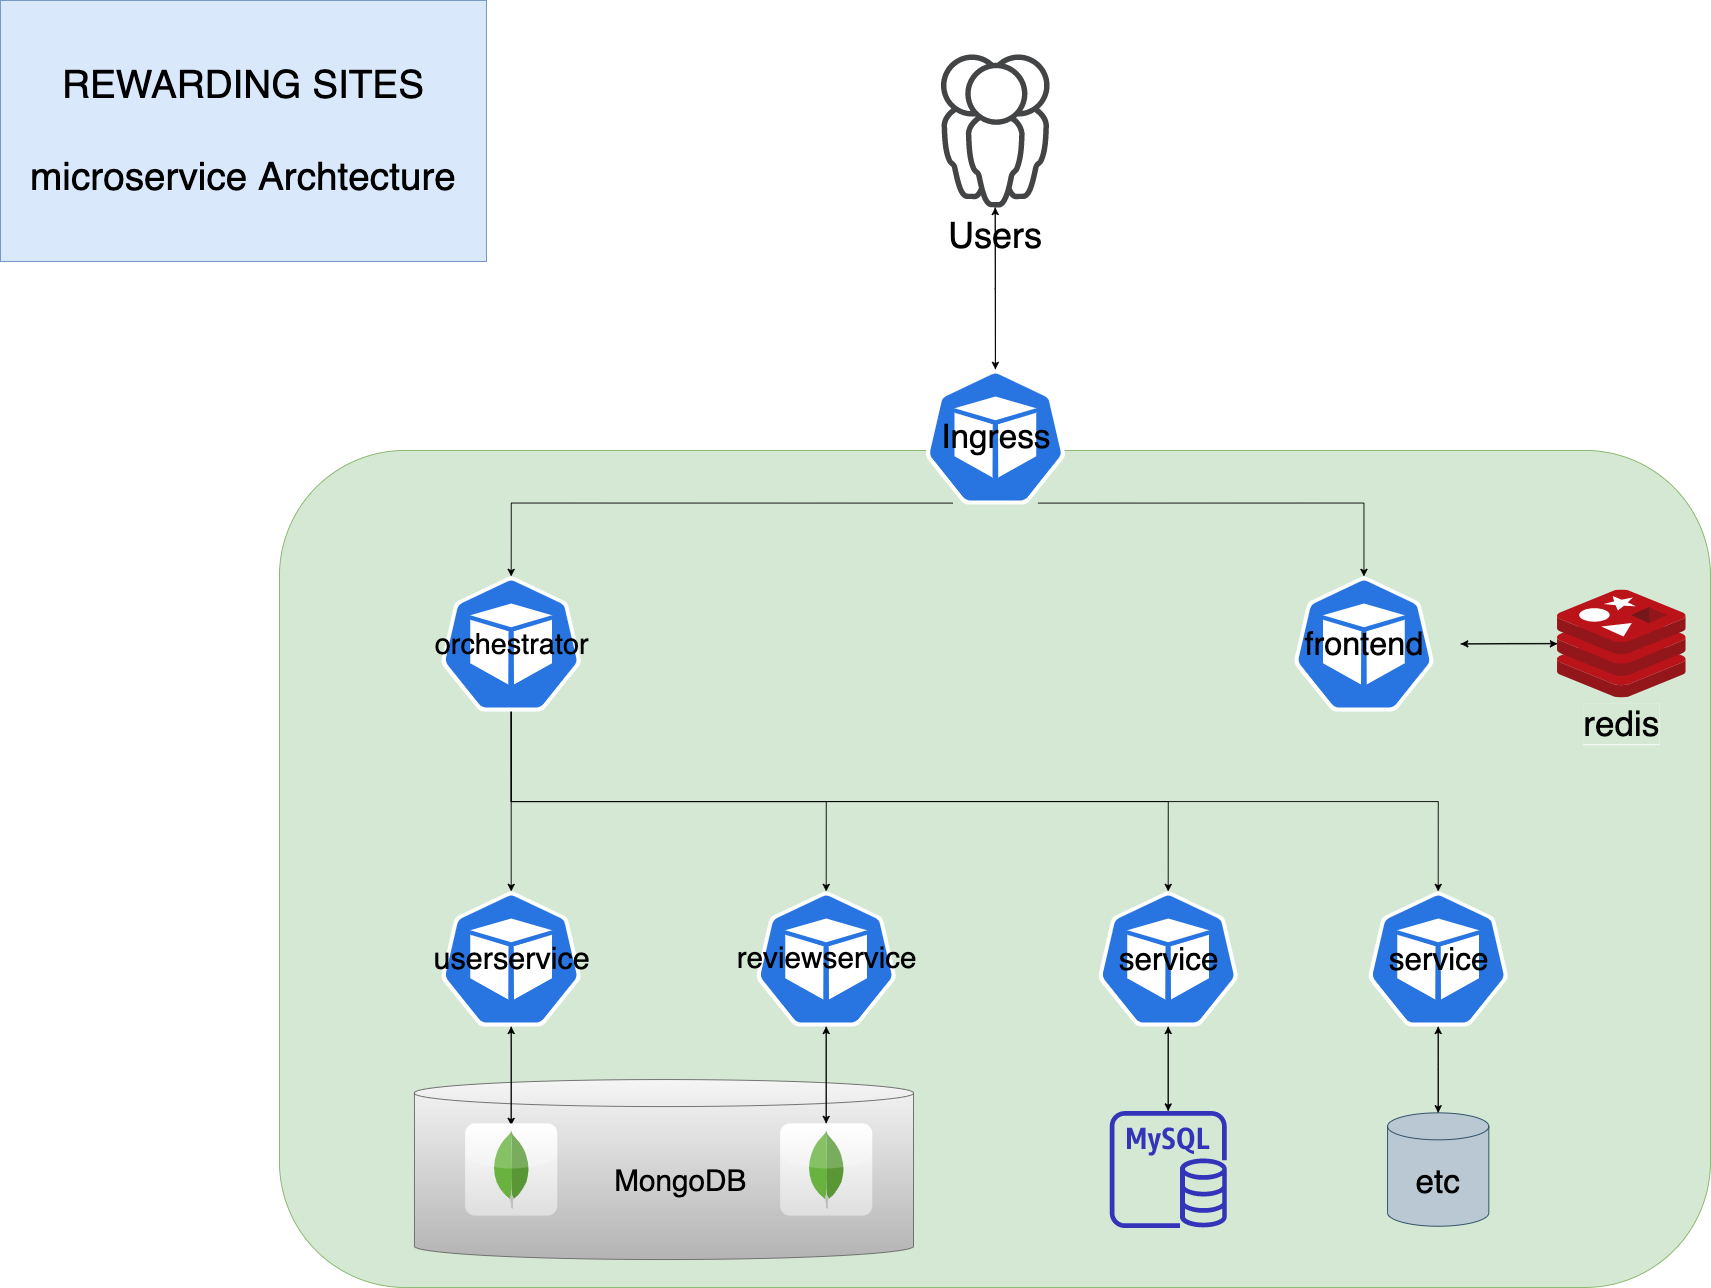 REWARDING SITES
microservice Archtecture
Users
Ingress
orchestrator
frontend
redis
userservice
reviewservice
service
service
MongoDB
MySQL
etc